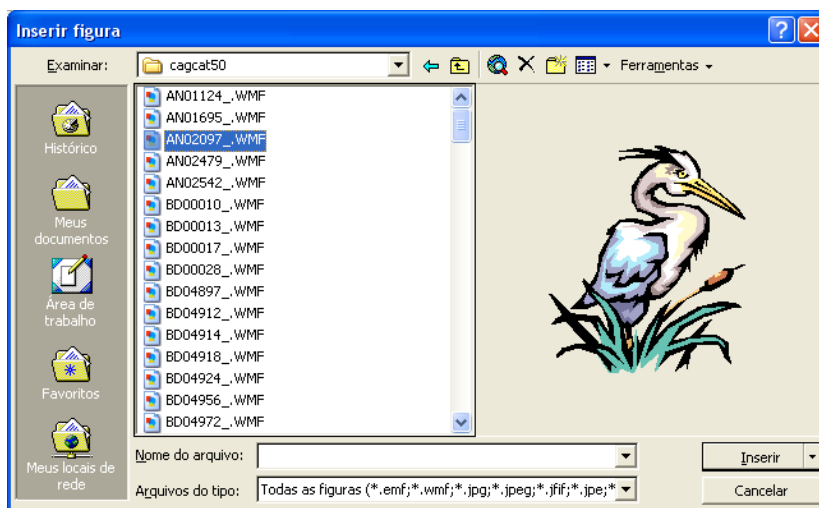 Inserir figura
Examinar: cagcat50 Ferramentas
Histórico
Meus
documentos
Área de
trabalho
Favoritos
Meus locais de
rede
AN01124_.WMF
AN01695_.WMF
AN02097_.WMF
AN02479_.WMF
AN02542_.WMF
BD00010_.WMF
BD00013_.WMF
BD00017_.WMF
BD00028_.WMF
BD04897_.WMF
BD04912_.WMF
BD04914_.WMF
BD04918_.WMF
BD04924_.WMF
BD04956_.WMF
BD04972_.WMF
Nome do arquivo: Inserir
Arquivos do tipo: Todas as figuras (*.emf;*.wmf;*.jpg;*.jpeg;*.jfif;*.jpe;* Cancelar